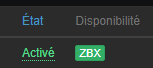 État Disponibilité
Activé ZBX